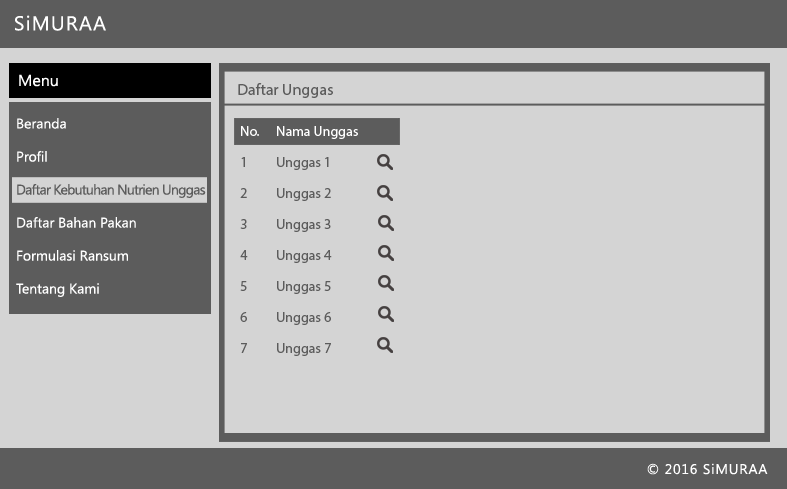 SiMURAA
Menu
Beranda
Profil
Daftar Kebutuhan Nutrien Unggas
Daftar Bahan Pakan
Formulasi Ransum
Tentang Kami
Daftar Unggas
No. Nama Unggas
1 Unggas 1
2 Unggas 2
3 Unggas 3
4 Unggas 4
5 Unggas 5
6 Unggas 6
7 Unggas 7
© 2016 SiMURAA